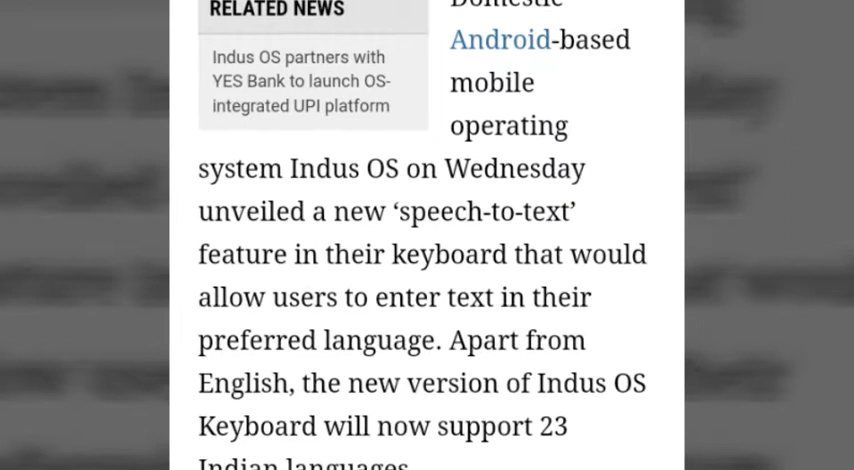 RELATED NEWS
Indus OS partners with
YES Bank to launch OS-
integrated UPI platform
Domestic
Android-based
mobile
operating
system Indus OS on Wednesday
unveiled a new ‘speech-to-text’
feature in their keyboard that would
allow users to enter text in their
preferred language. Apart from
English, the new version of Indus OS
Keyboard will now support 23
Indian languages.